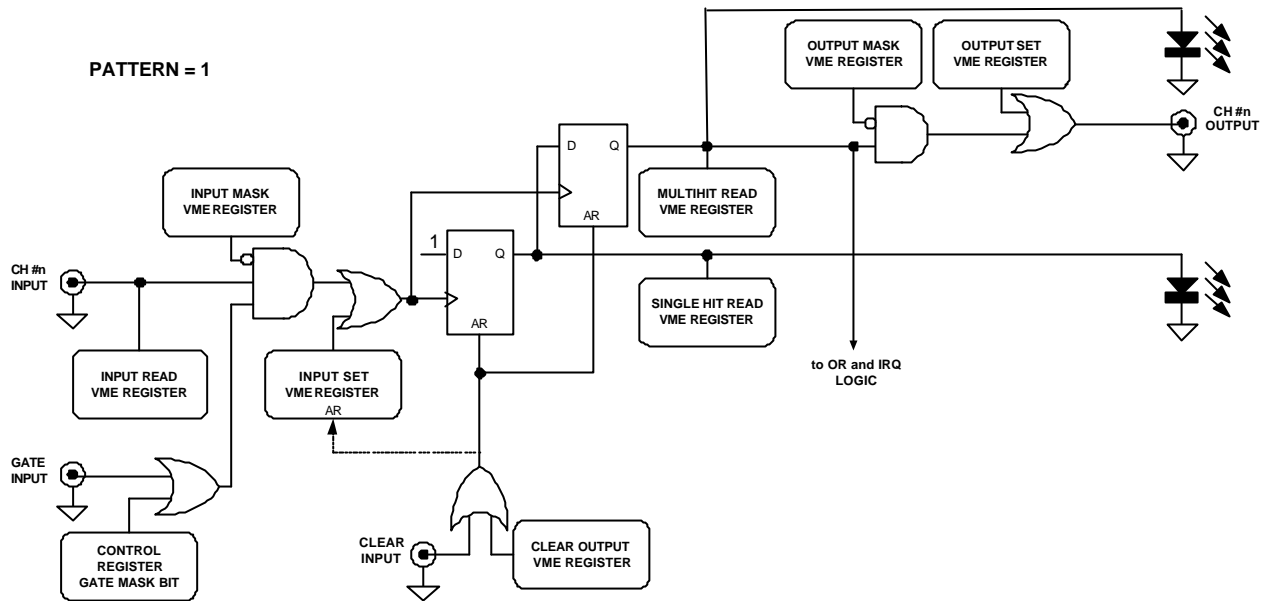 PATTERN = 1
OUTPUT MASK
VME REGISTER
OUTPUT SET
VME REGISTER
CH #n
OUTPUT
D
Q
AR
INPUT MASK
VME REGISTER
MULTIHIT READ
VME REGISTER
1
D
Q
AR
CH #n
INPUT
SINGLE HIT READ
VME REGISTER
INPUT READ
VME REGISTER
INPUT SET
VME REGISTER
AR
to OR and IRQ
LOGIC
GATE
INPUT
CONTROL
REGISTER
GATE MASK BIT
CLEAR
INPUT
CLEAR OUTPUT
VME REGISTER